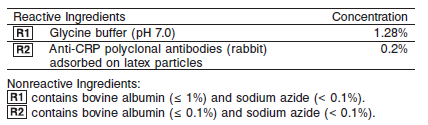 Reactive Ingredients Concentration
R1 Glycine buffer (pH 7.0) 1.28%
R2 Anti-CRP polyclonal antibodies (rabbit) 0.2%
adsorbed on latex particles
Nonreactive Ingredients:
R1 contains bovine albumin (≤ 1%) and sodium azide (< 0.1%).
R2 contains bovine albumin (≤ 0.1%) and sodium azide (< 0.1%).